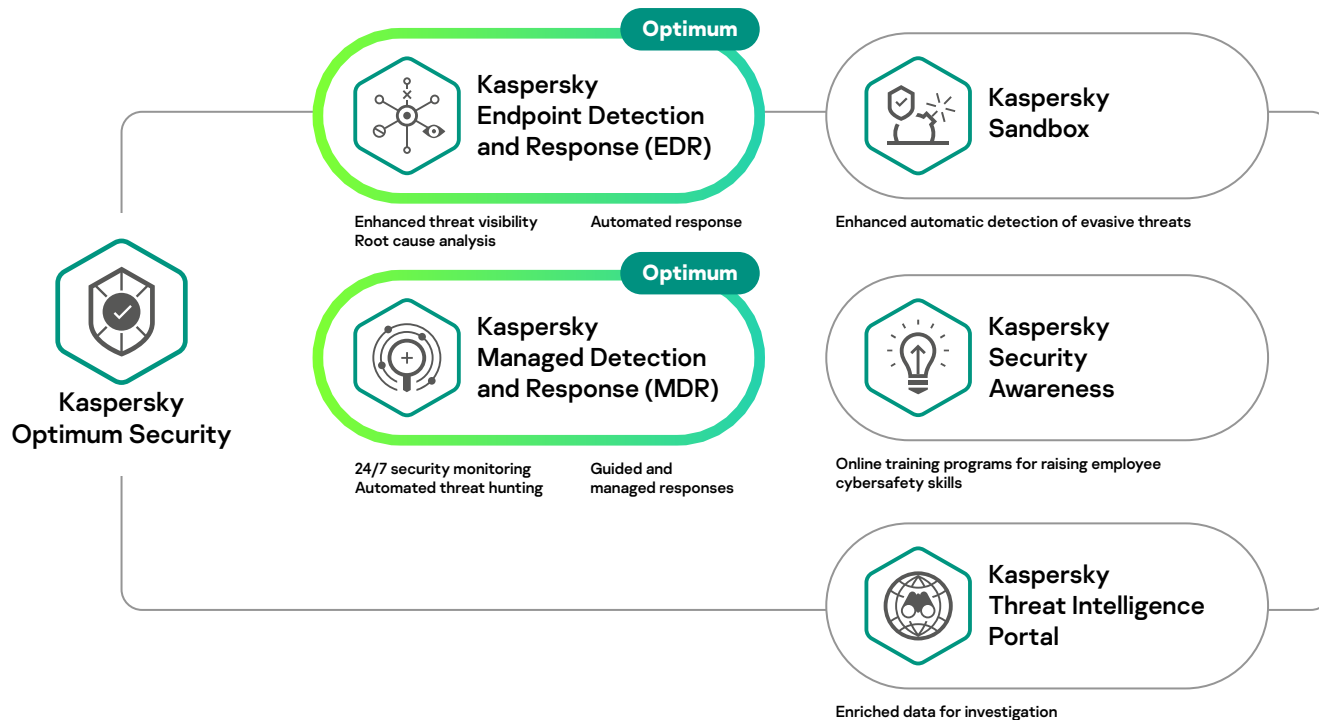 Optimum
Kaspersky
Endpoint Detection
and Response (EDR)
Enhanced threat visibility
Root cause analysis
Automated response
Kaspersky
Sandbox
Enhanced automatic detection of evasive threats
Kaspersky
Optimum Security
Optimum
Kaspersky
Managed Detection
and Response (MDR)
24/7 security monitoring
Automated threat hunting
Guided and
managed responses
Kaspersky
Security
Awareness
Online training programs for raising employee
cybersafety skills
Kaspersky
Threat Intelligence
Portal
Enriched data for investigation